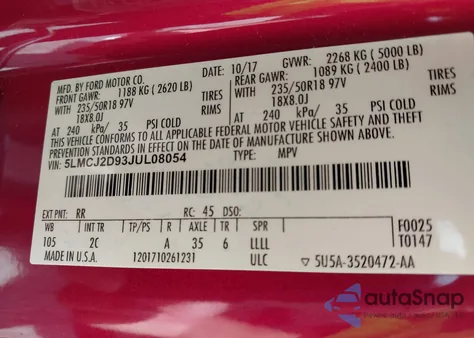 MFD. BY FORD MOTOR CO.
10/17 GVWR: 2268 KG ( 5000 LB)
FRONT GAWR: 1188 KG ( 2620 LB) REAR GAWR: 1089 KG ( 2400 LB)
WITH 235/50R18 97V WITH 235/50R18 97V
18X8.0J 18X8.0J
AT 240 kPa/ 35 PSI COLD AT 240 kPa/ 35 PSI COLD
THIS VEHICLE CONFORMS TO ALL APPLICABLE FEDERAL MOTOR VEHICLE SAFETY AND THEFT
PREVENTION STANDARDS IN EFFECT ON THE DATE OF MANUFACTURE SHOWN ABOVE.
VIN: 5LMCJ2D93JUL08054 TYPE: MPV
EXT PNT: RR RC: 45 DSO: F0025
WB INT TR TP/PS R AXLE TR SPR T0147
105 2C A 35 6 LLLL
▽ MADE IN U.S.A. 1201710261231 ULC ▽ 5U5A-3520472-AA
autoSnap